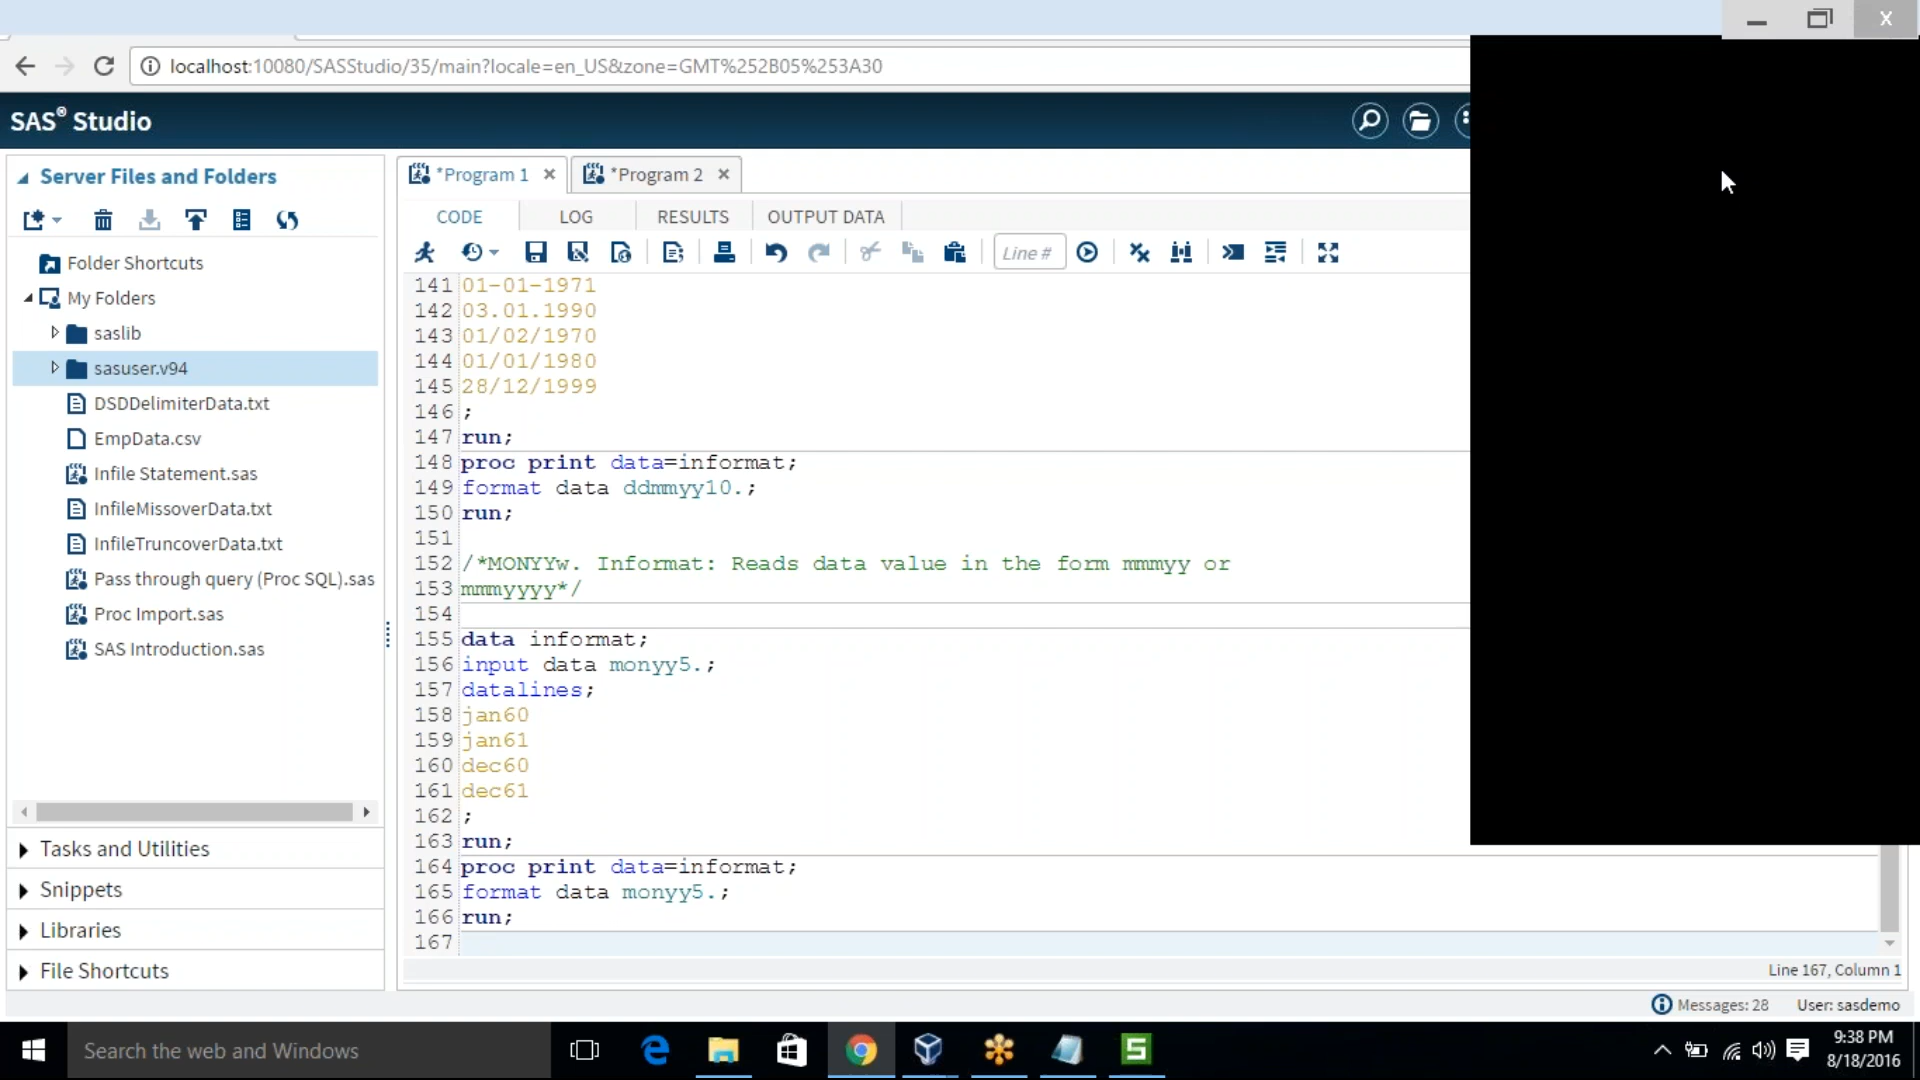 X
localhost:10080/SASStudio/35/main?locale=en_US&zone=GMT%252B05%253A30
SAS® Studio
Server Files and Folders
Folder Shortcuts
My Folders
saslib
sasuser.v94
DSDDelimiterData.txt
EmpData.csv
Infile Statement.sas
InfileMissoverData.txt
InfileTruncoverData.txt
Pass through query (Proc SQL).sas
Proc Import.sas
SAS Introduction.sas
Tasks and Utilities
Snippets
Libraries
File Shortcuts
*Program 1 × *Program 2 ×
CODE LOG RESULTS OUTPUT DATA
Line #
141 01-01-1971
142 03.01.1990
143 01/02/1970
144 01/01/1980
145 28/12/1999
146 ;
147 run;
148 proc print data=informat;
149 format data ddmmyy10.;
150 run;
151
152 /*MONYYw. Informat: Reads data value in the form mmmyy or
153 mmmyyyy*/
154
155 data informat;
156 input data monyy5.;
157 datalines;
158 jan60
159 jan61
160 dec60
161 dec61
162 ;
163 run;
164 proc print data=informat;
165 format data monyy5.;
166 run;
167
Line 167, Column 1
Messages: 28 User: sasdemo
Search the web and Windows
9:38 PM
8/18/2016